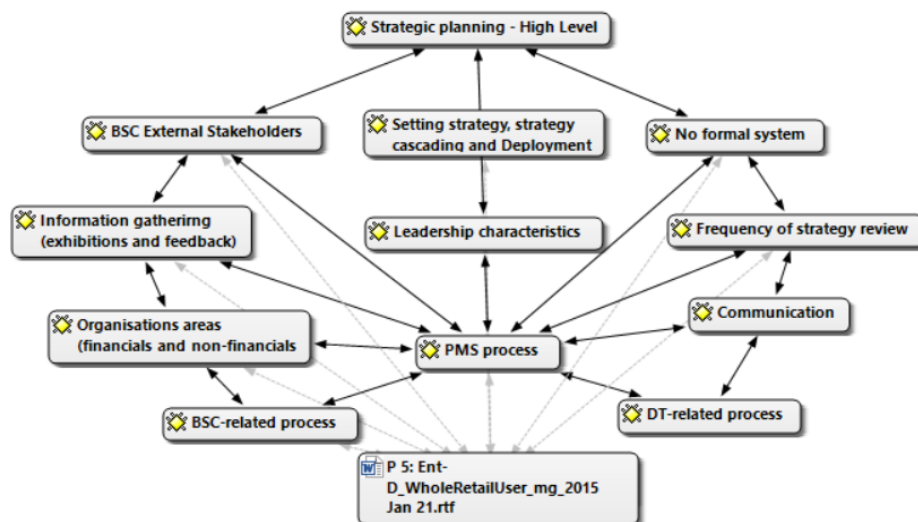 Strategic planning - High Level
BSC External Stakeholders
Setting strategy, strategy
cascading and Deployment
No formal system
Information gatherirng
(exhibitions and feedback)
Leadership characteristics
Frequency of strategy review
Organisations areas
(financials and non-financials
PMS process
Communication
BSC-related process
DT-related process
P 5: Ent-
D_WholeRetailUser_mg_2015
Jan 21.rtf